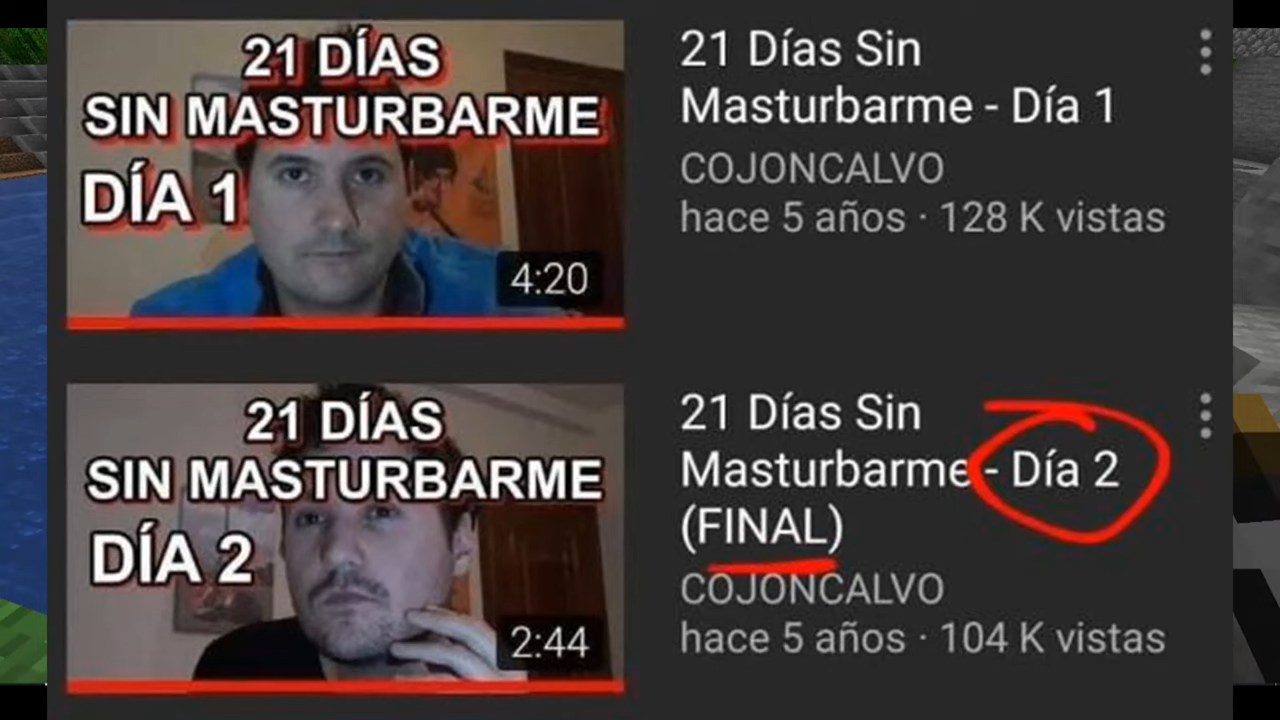 21 DÍAS
SIN MASTURBARME
DÍA 1
4:20
21 Días Sin
Masturbarme - Día 1
COJONCALVO
hace 5 años · 128 K vistas
21 DÍAS
SIN MASTURBARME
DÍA 2
2:44
21 Días Sin
Masturbarme - Día 2
(FINAL)
COJONCALVO
hace 5 años · 104 K vistas